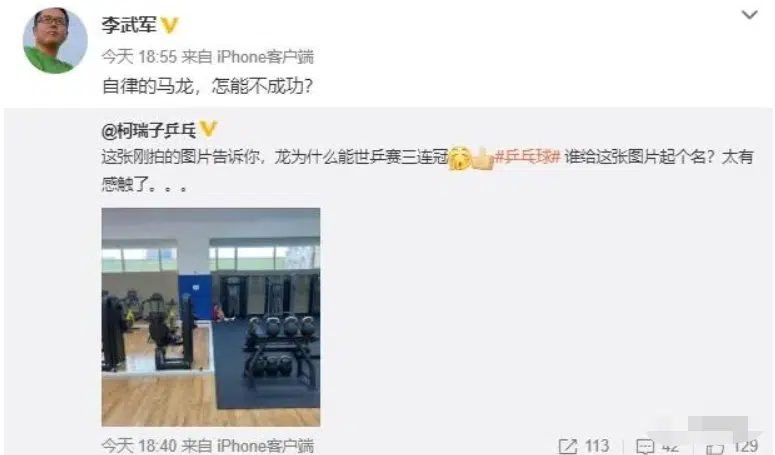 李武军
今天 18:55 来自 iPhone客户端
自律的马龙，怎能不成功？
@柯瑞子乒乓
这张刚拍的图片告诉你，龙为什么能世乒赛三连冠 #乒乓球# 谁给这张图片起个名？太有
感触了。。。
今天 18:40 来自 iPhone客户端
113
42
129